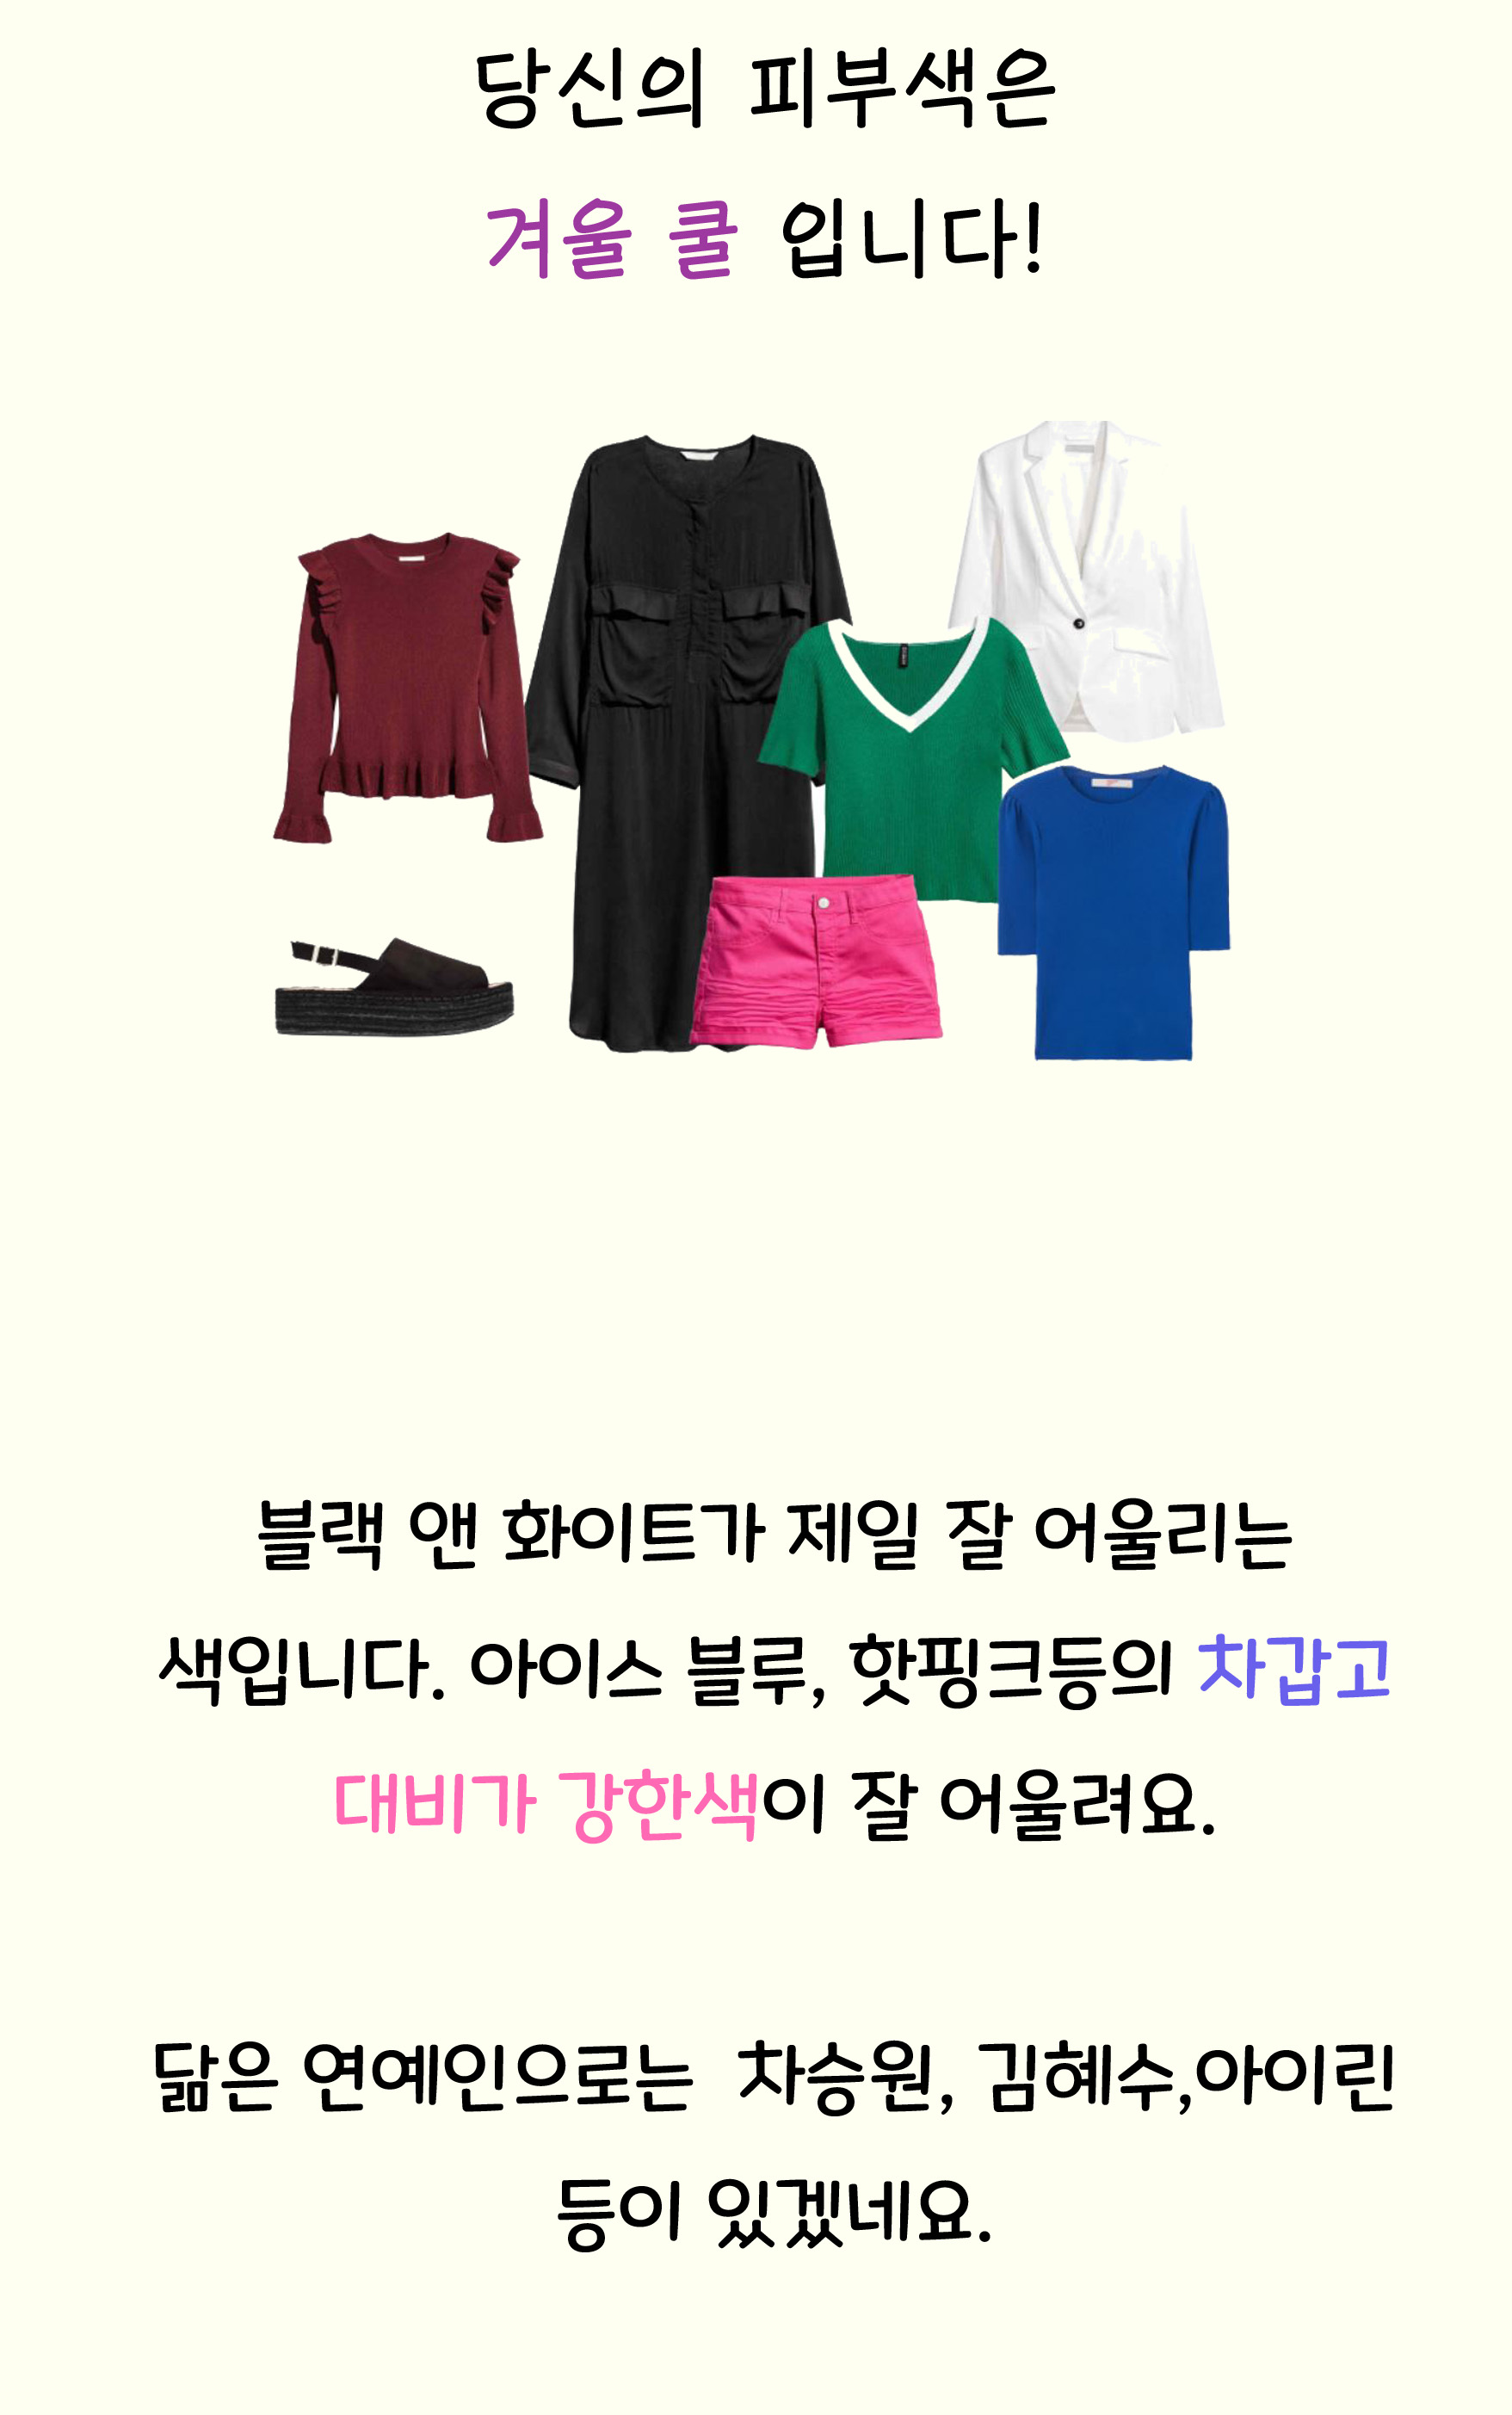 당신의 피부색은
겨울 쿨 입니다!
블랙 앤 화이트가 제일 잘 어울리는
색입니다. 아이스 블루, 핫핑크등의 차갑고
대비가 강한색이 잘 어울려요.
닮은 연예인으로는 차승원, 김혜수,아이린
등이 있겠네요.